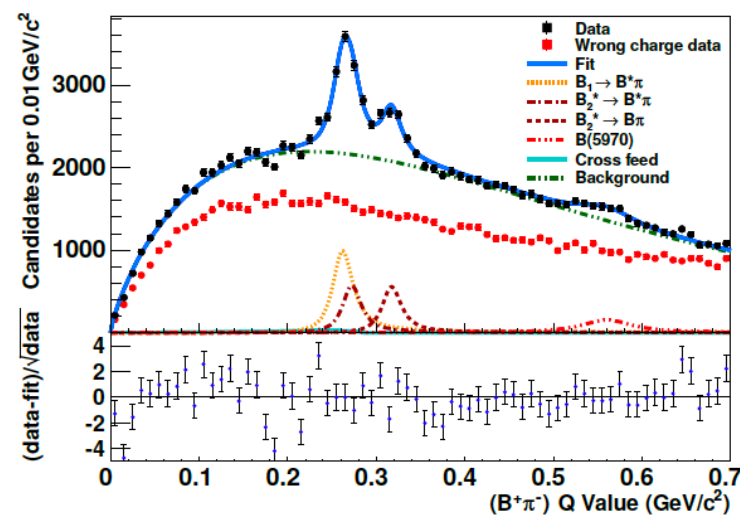 Candidates per 0.01GeV/c²
3000
2000
1000
Data
Wrong charge data
Fit
B₁→ B*π
B₂*→ B*π
B₂*→ Bπ
B(5970)
Cross feed
Background
(data-fit)/√data
4
2
0
-2
-4
0 0.1 0.2 0.3 0.4 0.5 0.6 0.7
(B⁺π⁻) Q Value (GeV/c²)